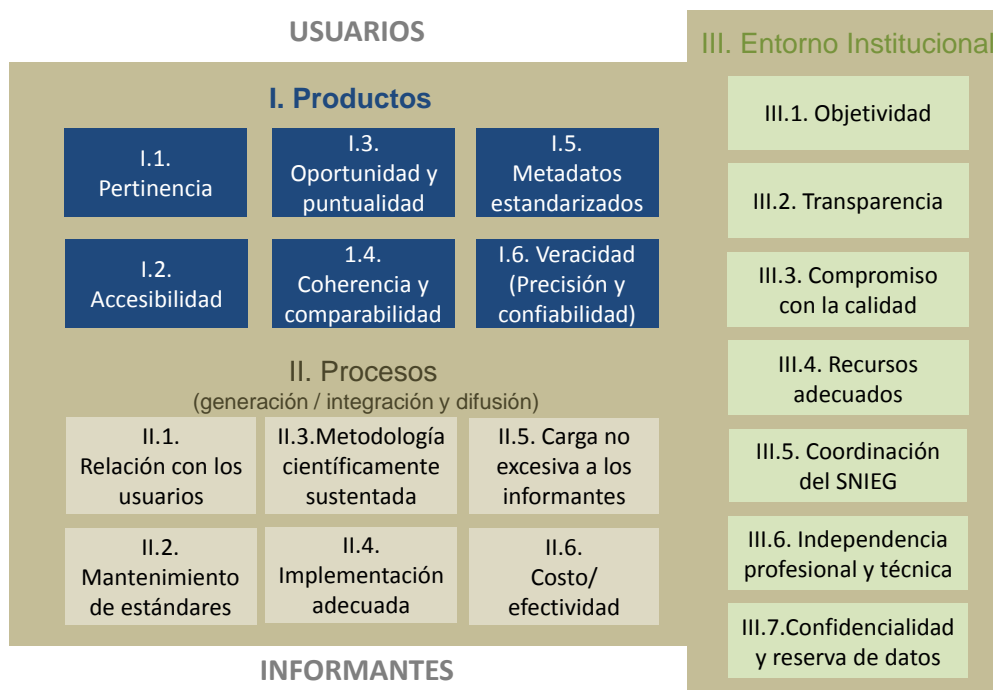 USUARIOS
I. Productos
I.1.
Pertinencia
I.3.
Oportunidad y
puntualidad
I.5.
Metadatos
estandarizados
I.2.
Accesibilidad
1.4.
Coherencia y
comparabilidad
I.6. Veracidad
(Precisión y
confiabilidad)
II. Procesos
(generación / integración y difusión)
II.1.
Relación con los
usuarios
II.3.Metodología
científicamente
sustentada
II.5. Carga no
excesiva a los
informantes
II.2.
Mantenimiento
de estándares
II.4.
Implementación
adecuada
II.6.
Costo/
efectividad
INFORMANTES
III. Entorno Institucional
III.1. Objetividad
III.2. Transparencia
III.3. Compromiso
con la calidad
III.4. Recursos
adecuados
III.5. Coordinación
del SNIEG
III.6. Independencia
profesional y técnica
III.7.Confidencialidad
y reserva de datos